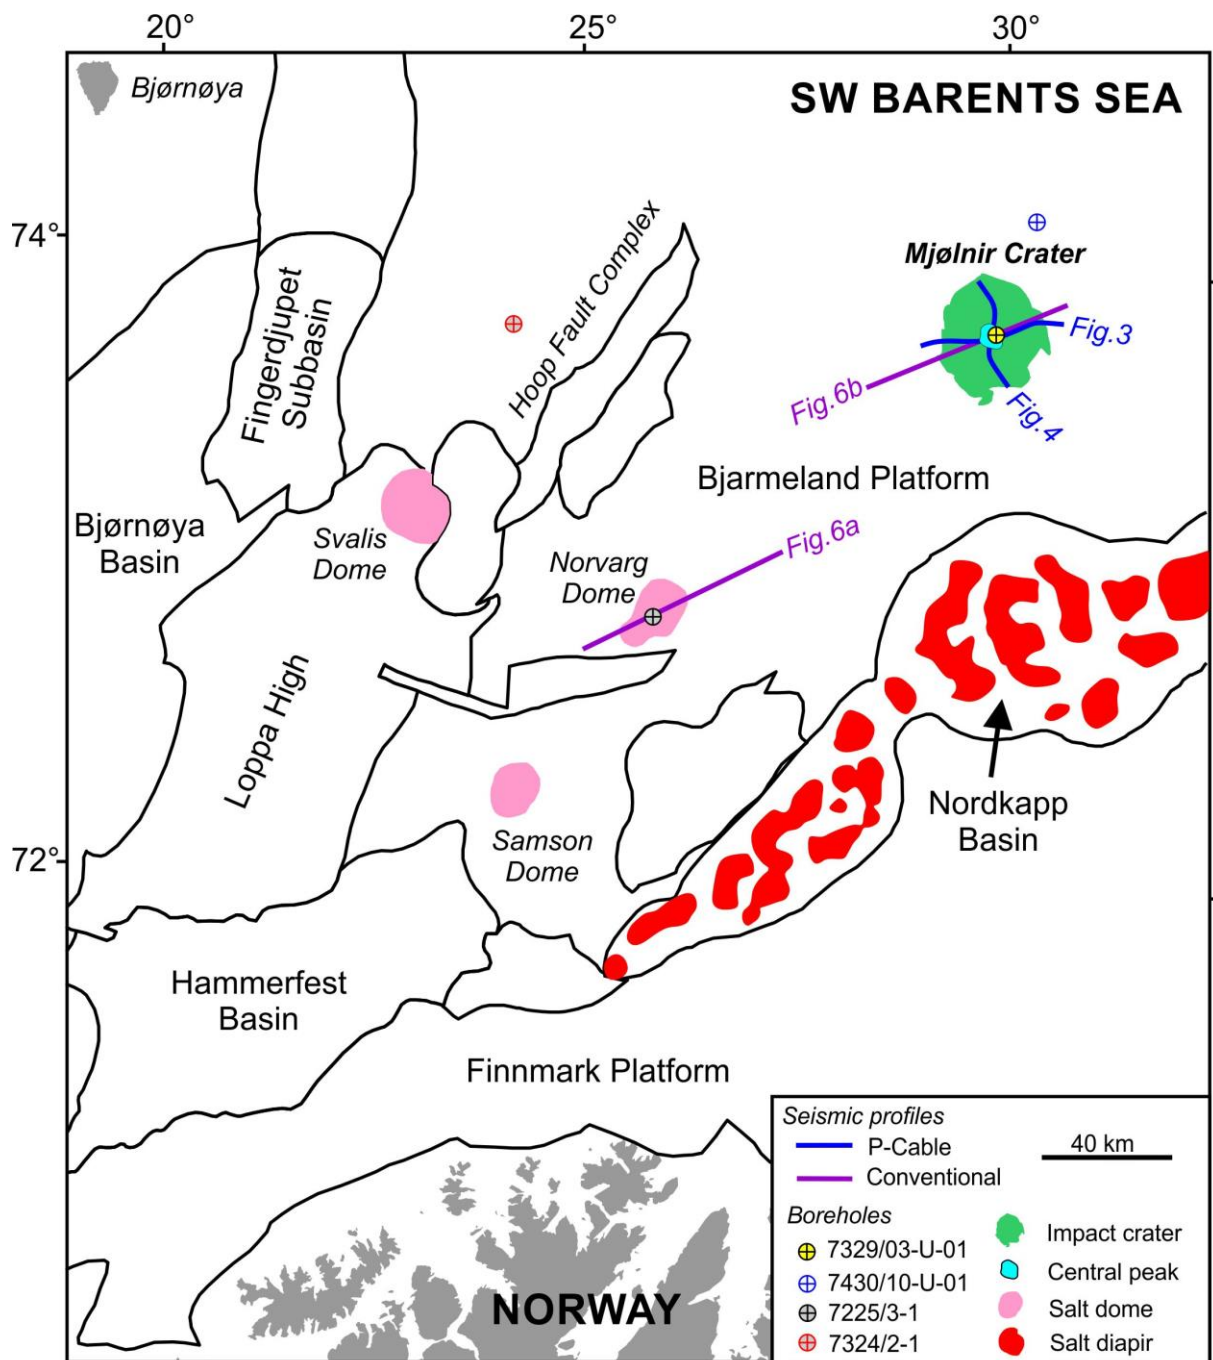 20°
25°
30°
Bjørnøya
SW BARENTS SEA
74°
Mjølnir Crater
Hoop Fault Complex
Fingerdjupet
Subbasin
Fig.3
Fig.6b
Fig.4
Bjarmeland Platform
Bjørnøya
Basin
Svalis
Dome
Fig.6a
Norvarg
Dome
Loppa High
72°
Samson
Dome
Nordkapp
Basin
Hammerfest
Basin
Finnmark Platform
NORWAY
Seismic profiles
P-Cable
Conventional
40 km
Boreholes
7329/03-U-01
7430/10-U-01
7225/3-1
7324/2-1
Impact crater
Central peak
Salt dome
Salt diapir